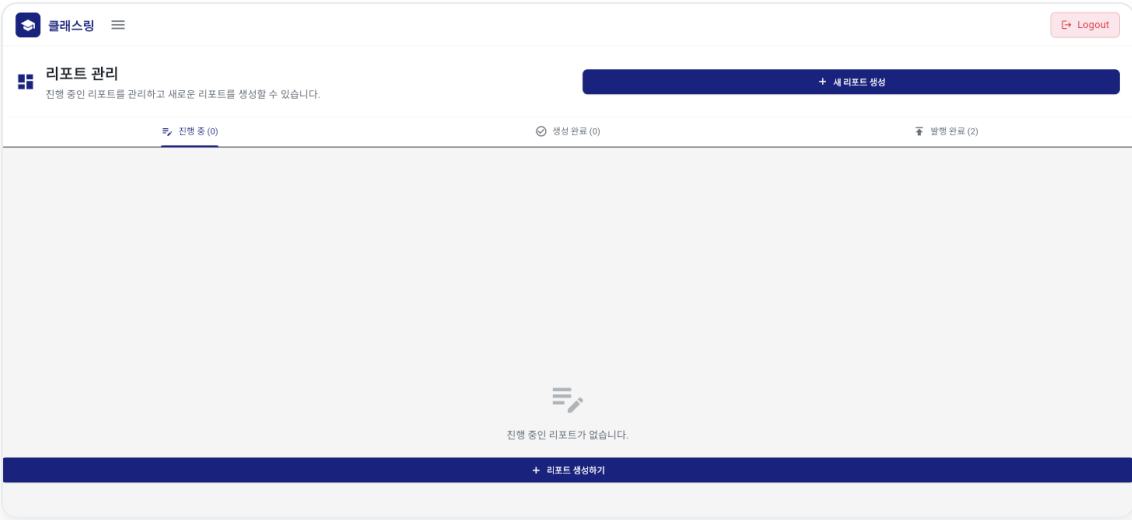 클래스링
Logout
리포트 관리
진행 중인 리포트를 관리하고 새로운 리포트를 생성할 수 있습니다.
+ 새 리포트 생성
진행 중 (0)
생성 완료 (0)
발행 완료 (2)
진행 중인 리포트가 없습니다.
+ 리포트 생성하기